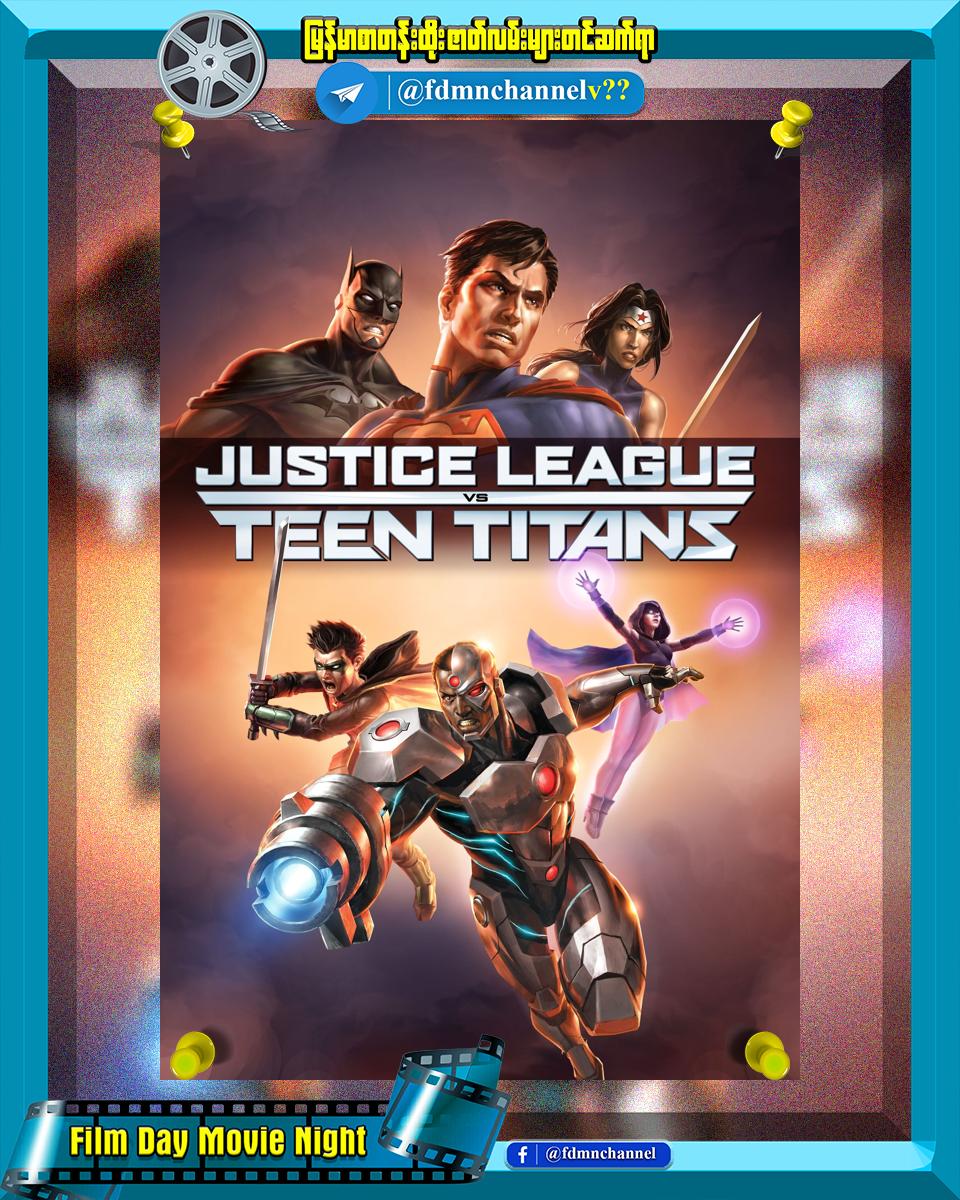 မြန်မာစာတန်းထိုးဇာတ်လမ်းများတင်ဆက်ရာ
@fdmnchannelv??
JUSTICE LEAGUE
VS
TEEN TITANS
Film Day Movie Night
f @fdmnchannel